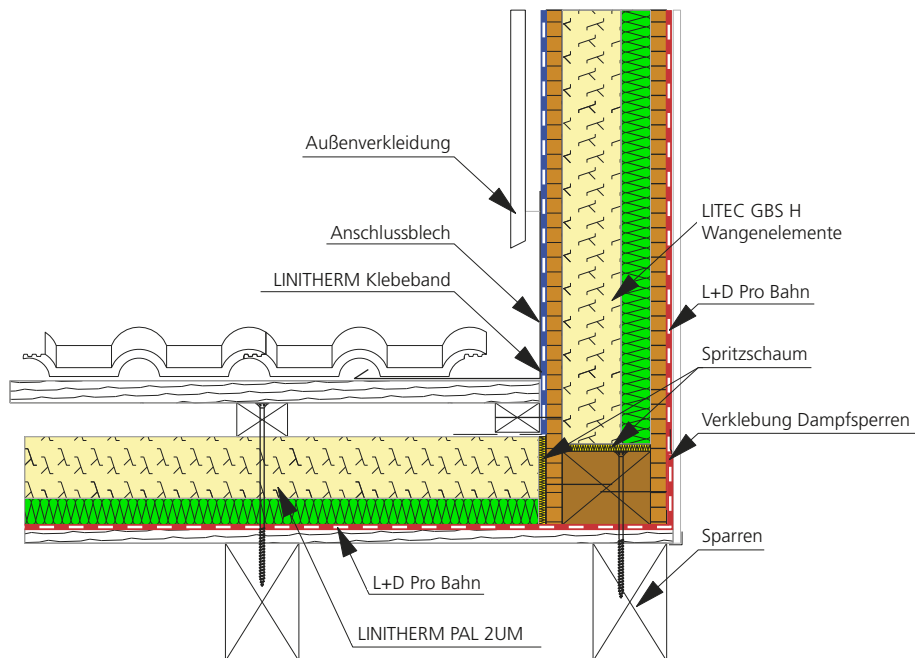 Außenverkleidung
Anschlussblech
LINITHERM Klebeband
LITEC GBS H
Wangenelemente
L+D Pro Bahn
Spritzschaum
Verklebung Dampfsperren
Sparren
L+D Pro Bahn
LINITHERM PAL 2UM